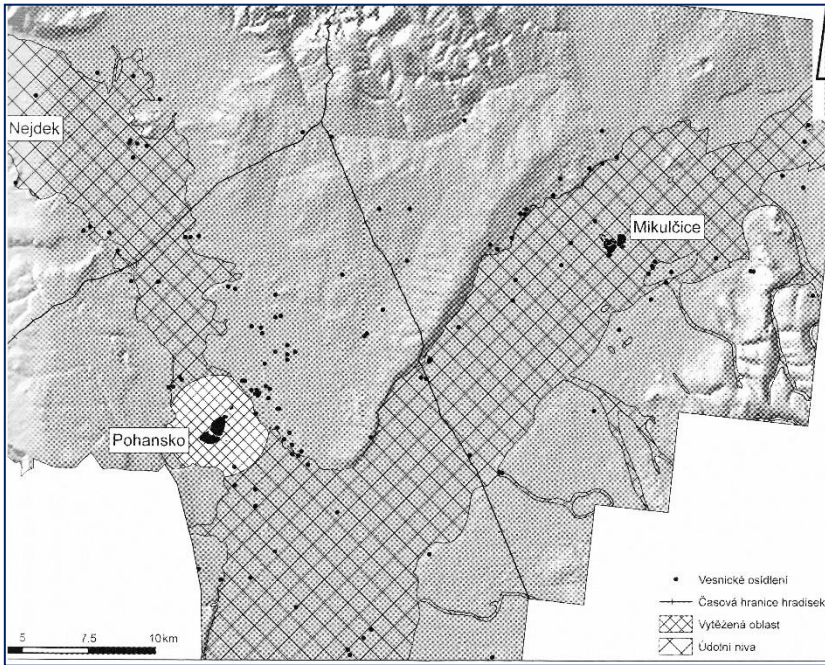 Nejdek
Mikulčice
Pohansko
Vesnické osídlení
Časová hranice hradisek
Vytěžená oblast
Údolní niva
5 7.5 10km